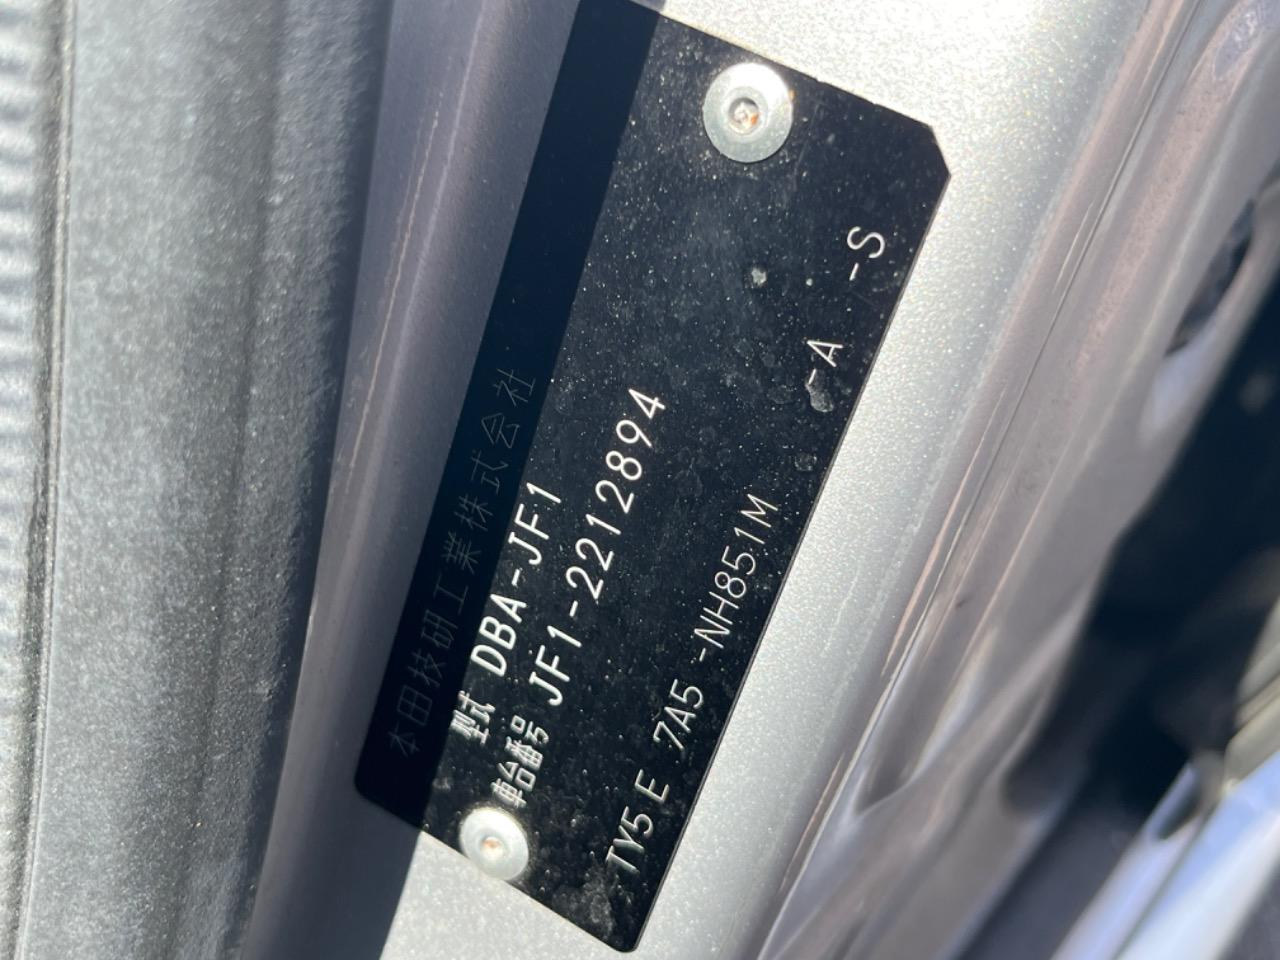 本田技研工業株式会社
型式 DBA-JF1
車台番号 JF1-2212894
TY5E 7A5 -NH851M -A -S